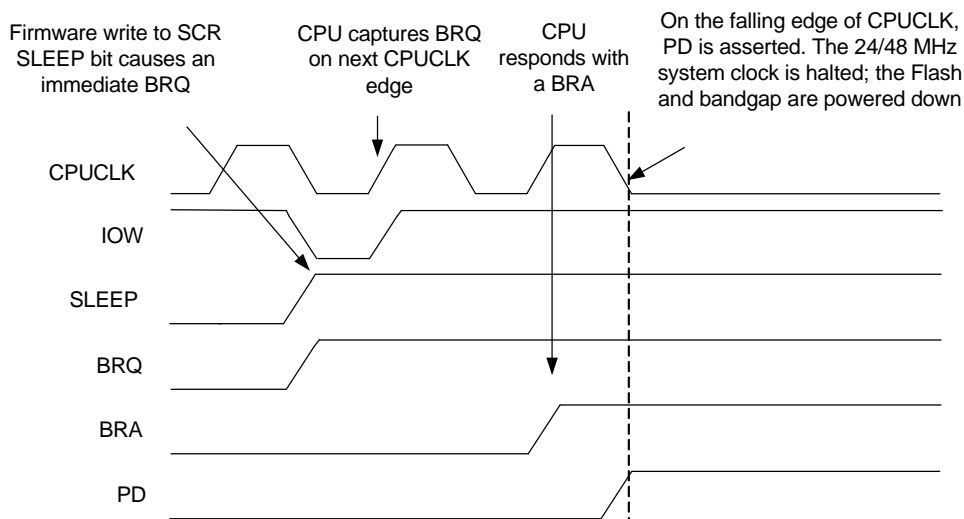 Firmware write to SCR
SLEEP bit causes an
immediate BRQ
CPU captures BRQ
on next CPUCLK
edge
CPU
responds with
a BRA
On the falling edge of CPUCLK,
PD is asserted. The 24/48 MHz
system clock is halted; the Flash
and bandgap are powered down
CPUCLK
IOW
SLEEP
BRQ
BRA
PD